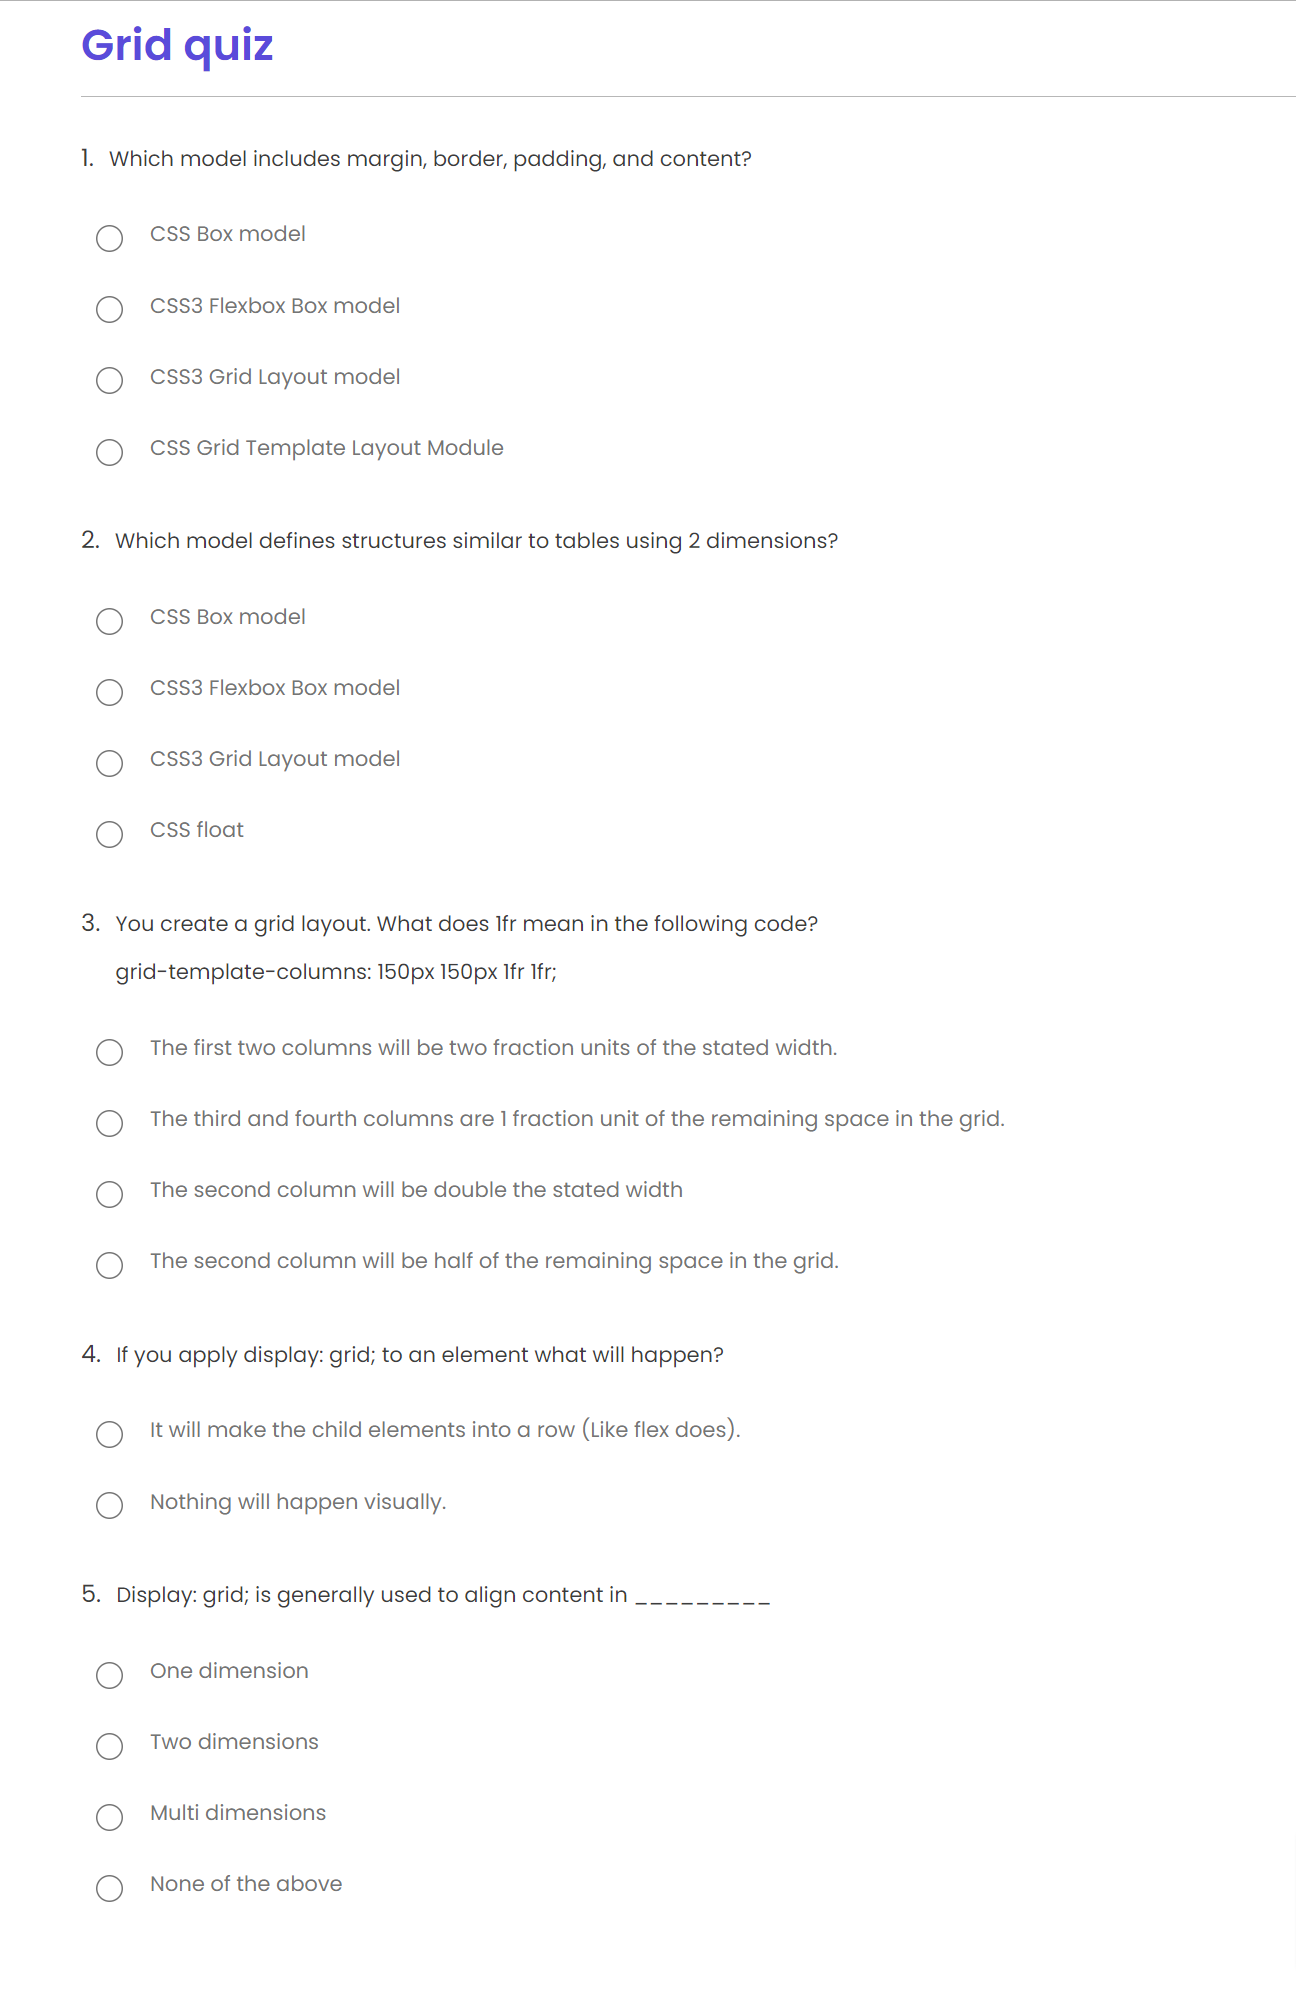 Grid quiz
1. Which model includes margin, border, padding, and content?
CSS Box model
CSS3 Flexbox Box model
CSS3 Grid Layout model
CSS Grid Template Layout Module
2. Which model defines structures similar to tables using 2 dimensions?
CSS Box model
CSS3 Flexbox Box model
CSS3 Grid Layout model
CSS float
3. You create a grid layout. What does 1fr mean in the following code?
grid-template-columns: 150px 150px 1fr 1fr;
The first two columns will be two fraction units of the stated width.
The third and fourth columns are 1 fraction unit of the remaining space in the grid.
The second column will be double the stated width
The second column will be half of the remaining space in the grid.
4. If you apply display: grid; to an element what will happen?
It will make the child elements into a row (Like flex does).
Nothing will happen visually.
5. Display: grid; is generally used to align content in _________
One dimension
Two dimensions
Multi dimensions
None of the above